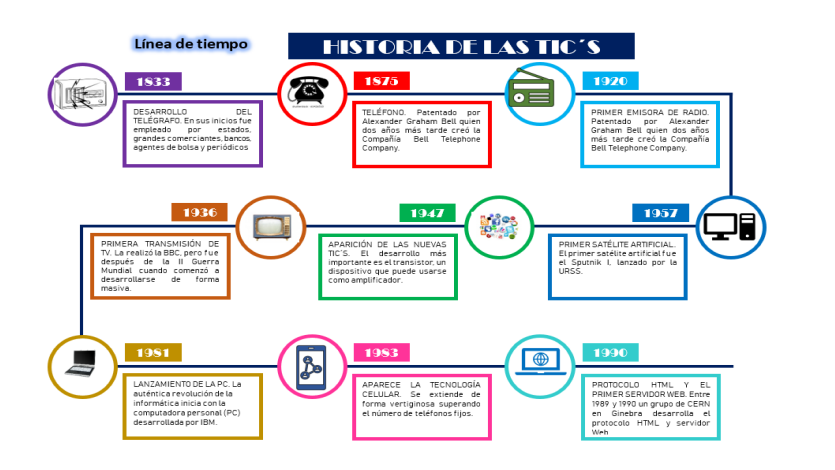 Línea de tiempo
HISTORIA DE LAS TIC´S
1833
DESARROLLO DEL
TELÉGRAFO. En sus inicios fue
empleado por estados,
grandes comerciantes, bancos,
agentes de bolsa y periódicos
1875
TELÉFONO. Patentado por
Alexander Graham Bell quien
dos años más tarde creó la
Compañía Bell Telephone
Company.
1920
PRIMER EMISORA DE RADIO.
Patentado por Alexander
Graham Bell quien dos años
más tarde creó la Compañía
Bell Telephone Company.
1936
PRIMERA TRANSMISIÓN DE
TV. La realizó la BBC, pero fue
después de la II Guerra
Mundial cuando comenzó a
desarrollarse de forma
masiva.
1947
APARICIÓN DE LAS NUEVAS
TIC´S. El desarrollo más
importante es el transistor, un
dispositivo que puede usarse
como amplificador.
1957
PRIMER SATÉLITE ARTIFICIAL.
El primer satélite artificial fue
el Sputnik I, lanzado por la
URSS.
1981
LANZAMIENTO DE LA PC. La
auténtica revolución de la
informática inicia con la
computadora personal (PC)
desarrollada por IBM.
1983
APARECE LA TECNOLOGÍA
CELULAR. Se extiende de
forma vertiginosa superando
el número de teléfonos fijos.
1990
PROTOCOLO HTML Y EL
PRIMER SERVIDOR WEB. Entre
1989 y 1990 un grupo de CERN
en Ginebra desarrolla el
protocolo HTML y servidor
Web